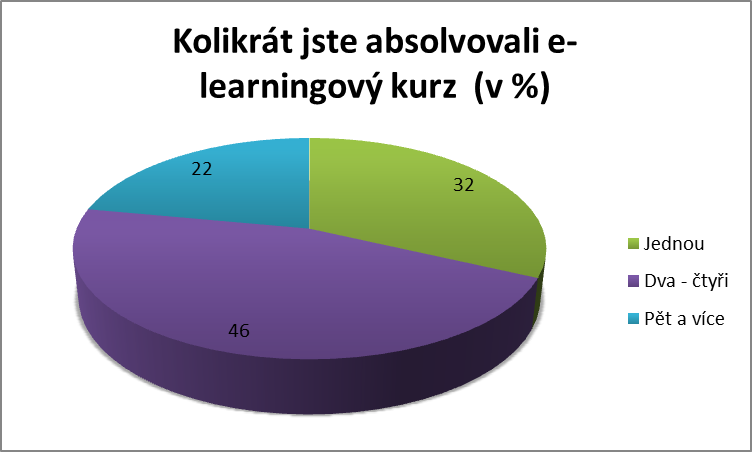 Kolikrát jste absolvovali e-
learningový kurz  (v %)
22
32
46
Jednou
Dva - čtyři
Pět a více